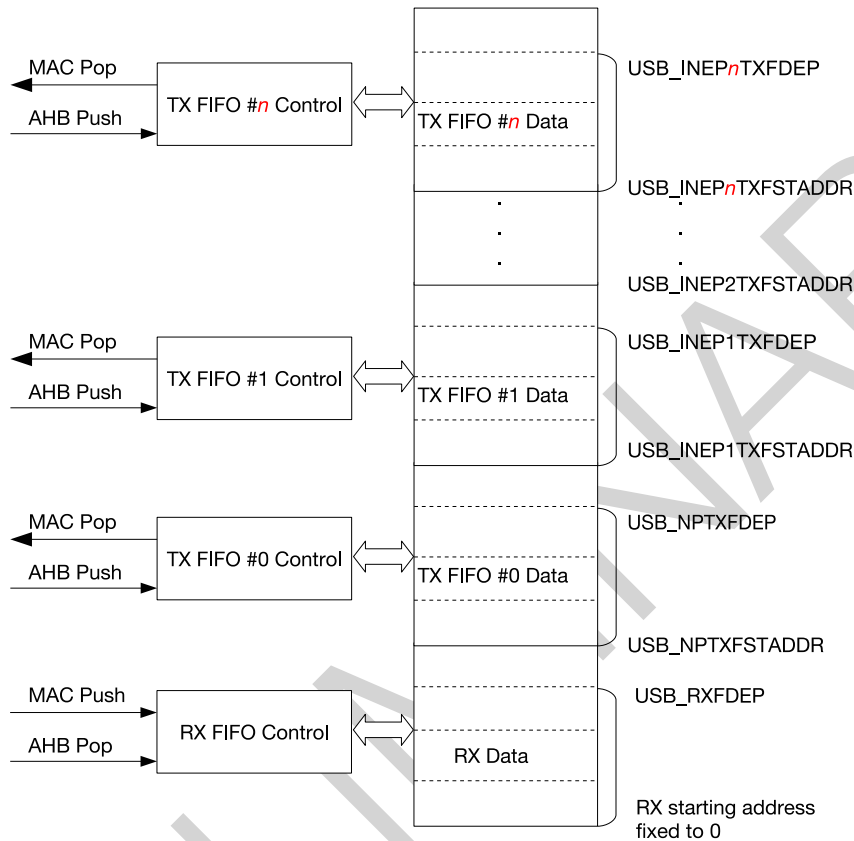 MAC Pop
AHB Push
TX FIFO #n Control
TX FIFO #n Data
USB_INEPnTXFDEP
USB_INEPnTXFSTADDR
USB_INEP2TXFSTADDR
MAC Pop
AHB Push
TX FIFO #1 Control
TX FIFO #1 Data
USB_INEP1TXFDEP
USB_INEP1TXFSTADDR
MAC Pop
AHB Push
TX FIFO #0 Control
TX FIFO #0 Data
USB_NPTXFDEP
USB_NPTXFSTADDR
MAC Push
AHB Pop
RX FIFO Control
RX Data
USB_RXFDEP
RX starting address
fixed to 0